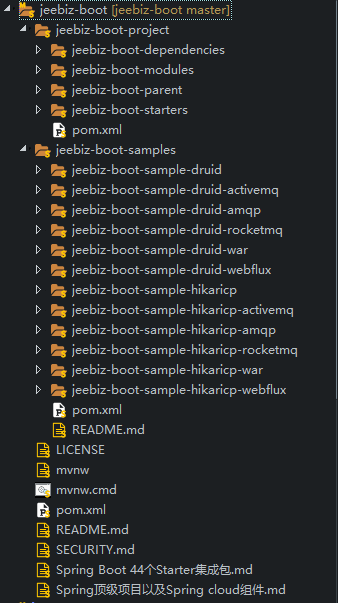 jeebiz-boot [jeebiz-boot master]
jeebiz-boot-project
jeebiz-boot-dependencies
jeebiz-boot-modules
jeebiz-boot-parent
jeebiz-boot-starters
pom.xml
jeebiz-boot-samples
jeebiz-boot-sample-druid
jeebiz-boot-sample-druid-activemq
jeebiz-boot-sample-druid-amqp
jeebiz-boot-sample-druid-rocketmq
jeebiz-boot-sample-druid-war
jeebiz-boot-sample-druid-webflux
jeebiz-boot-sample-hikaricp
jeebiz-boot-sample-hikaricp-activemq
jeebiz-boot-sample-hikaricp-amqp
jeebiz-boot-sample-hikaricp-rocketmq
jeebiz-boot-sample-hikaricp-war
jeebiz-boot-sample-hikaricp-webflux
pom.xml
README.md
LICENSE
mvnw
mvnw.cmd
pom.xml
README.md
SECURITY.md
Spring Boot 44个Starter集成包.md
Spring顶级项目以及Spring cloud组件.md